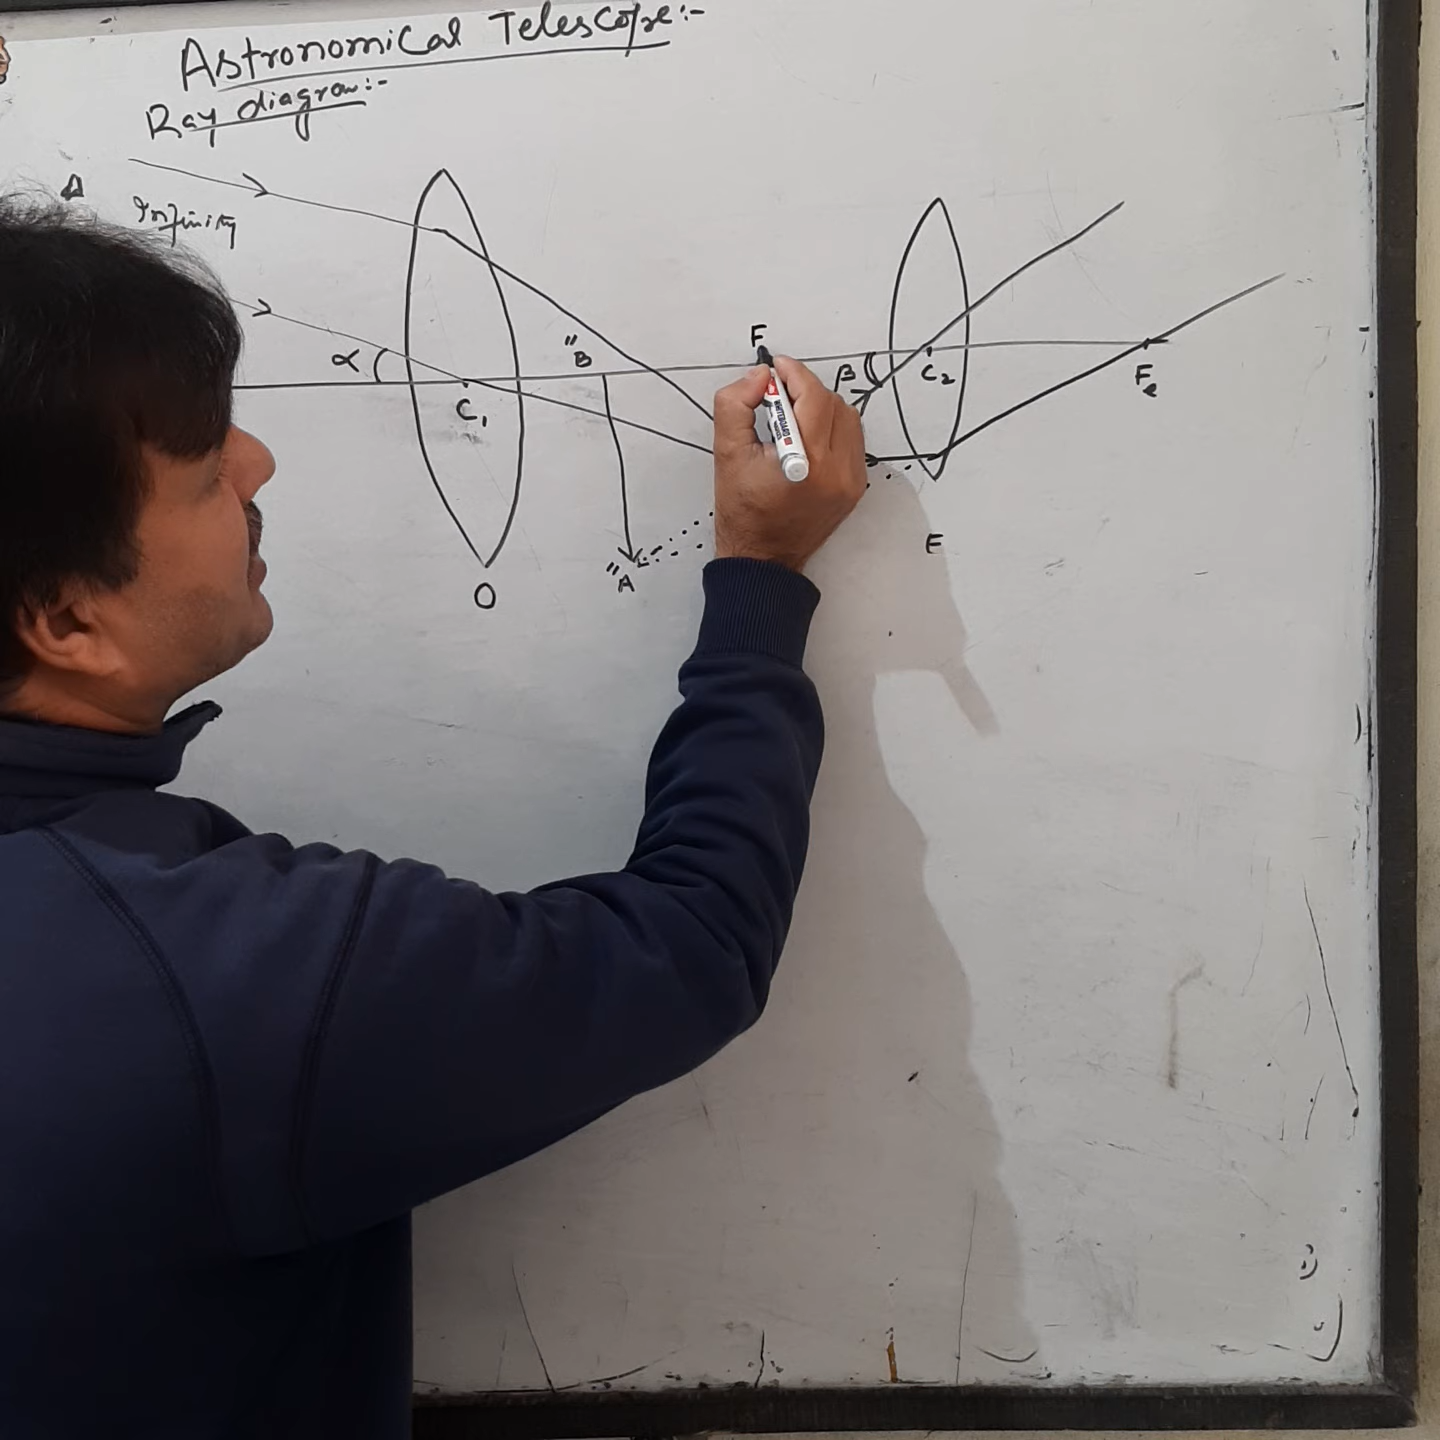 Astronomical Telescope:-
Ray diagram:-
A
Infinity
α
C1
"B
F
β
C2
Fe
"A
O
E